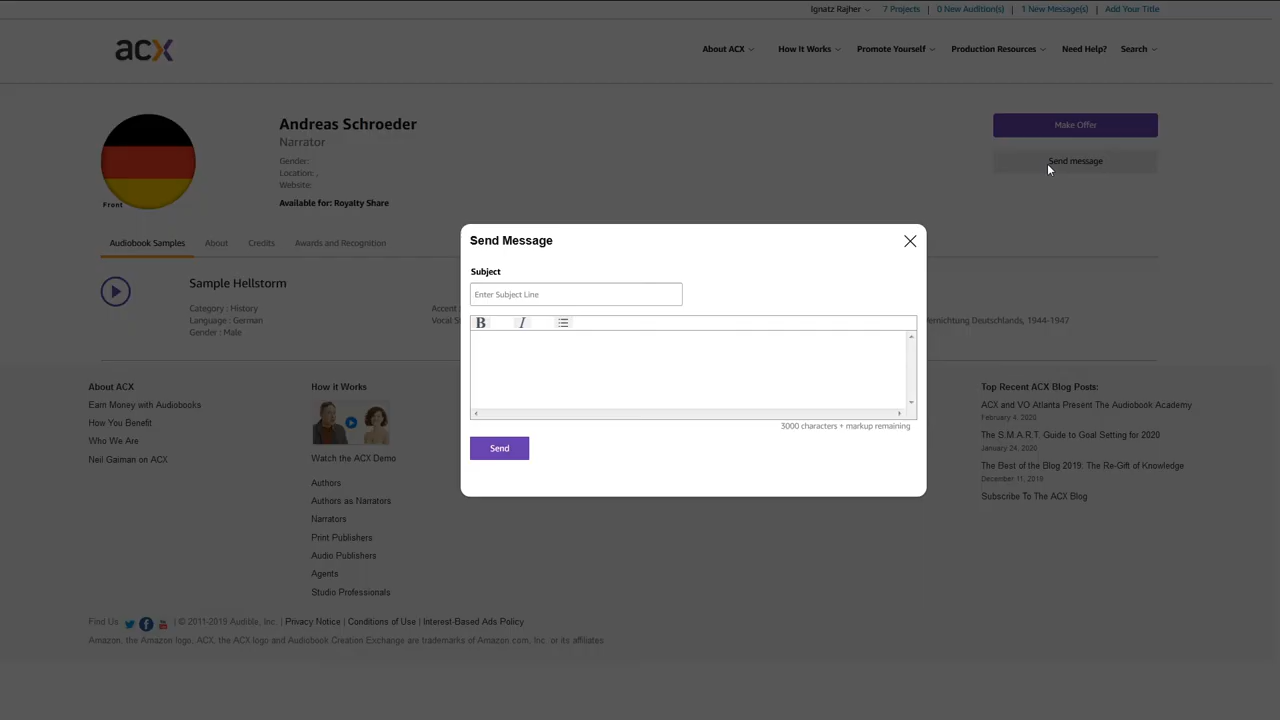 Ignatz Rajher 7 Projects | 0 New Audition(s) | 1 New Message(s) | Add Your Title
acx About ACX How It Works Promote Yourself Production Resources Need Help? Search
Andreas Schroeder
Narrator
Gender:
Location: ,
Website:
Available for: Royalty Share
Front
Make Offer
Send message
Audiobook Samples About Credits Awards and Recognition
Sample Hellstorm
Category : History
Language : German
Gender : Male
Accent
Vocal S
ernichtung Deutschlands, 1944-1947
Send Message
Subject
Enter Subject Line
B I
3000 characters + markup remaining
Send
About ACX
Earn Money with Audiobooks
How You Benefit
Who We Are
Neil Gaiman on ACX
How it Works
Watch the ACX Demo
Authors
Authors as Narrators
Narrators
Print Publishers
Audio Publishers
Agents
Studio Professionals
Top Recent ACX Blog Posts:
ACX and VO Atlanta Present The Audiobook Academy
February 4, 2020
The S.M.A.R.T. Guide to Goal Setting for 2020
January 24, 2020
The Best of the Blog 2019: The Re-Gift of Knowledge
December 11, 2019
Subscribe To The ACX Blog
Find Us | © 2011-2019 Audible, Inc. | Privacy Notice | Conditions of Use | Interest-Based Ads Policy
Amazon, the Amazon logo, ACX, the ACX logo and Audiobook Creation Exchange are trademarks of Amazon.com, Inc. or its affiliates